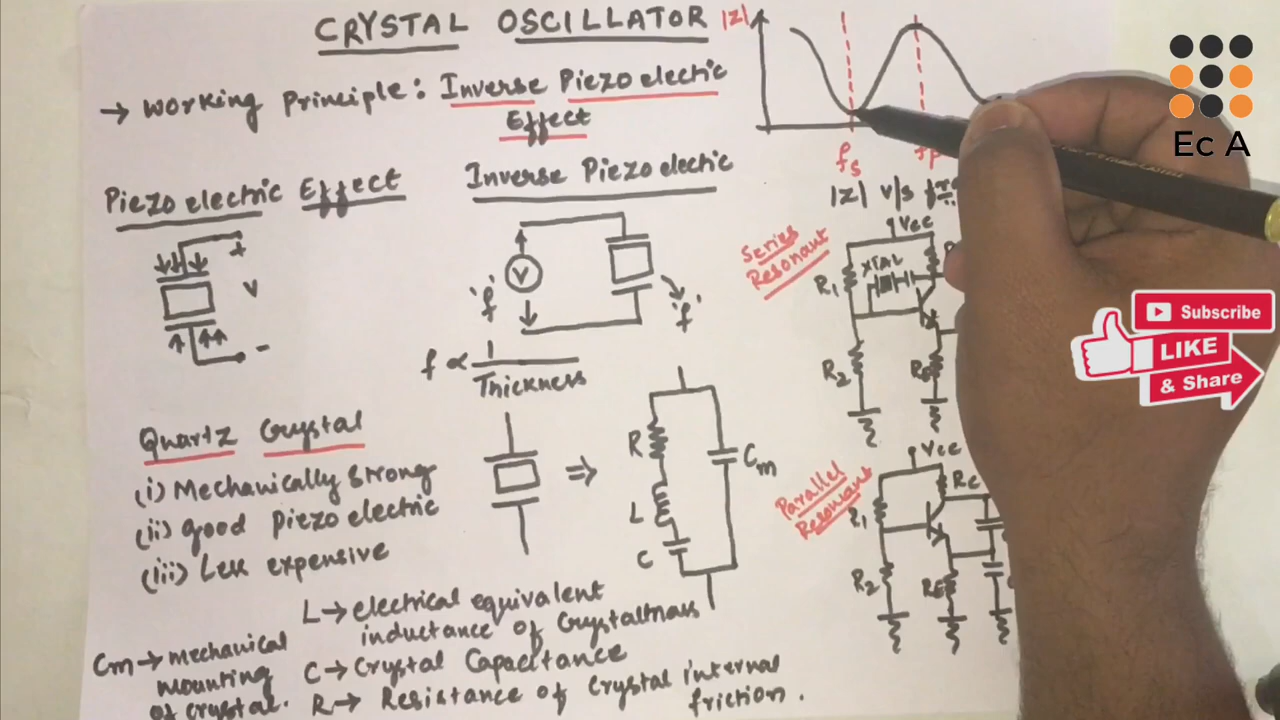 CRYSTAL OSCILLATOR
→ Working Principle: Inverse Piezo electric
Effect
Piezo electric Effect
+
V
-
Inverse Piezo electric
V
'f'
'f'
f ∝ 1/Thickness
Quartz Crystal
(i) Mechanically strong
(ii) good Piezo electric
(iii) Less expensive
⇒
R
L
C
Cm
L→ electrical equivalent
inductance of Crystal mass
Cm→ mechanical
mounting
of crystal.
C→ Crystal Capacitance
R→ Resistance of Crystal internal
friction.
|Z|
fs
fp
|Z| v/s
Series
Resonant
Vcc
XTAL
R1
R2
RE
Parallel
Resonant
Vcc
RC
R1
R2
RE
Ec A
Subscribe
LIKE
& Share